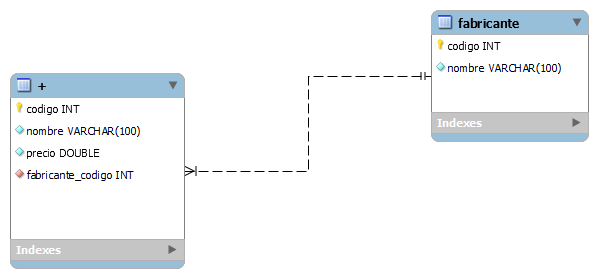 +
codigo INT
nombre VARCHAR(100)
precio DOUBLE
fabricante_codigo INT
Indexes
fabricante
codigo INT
nombre VARCHAR(100)
Indexes